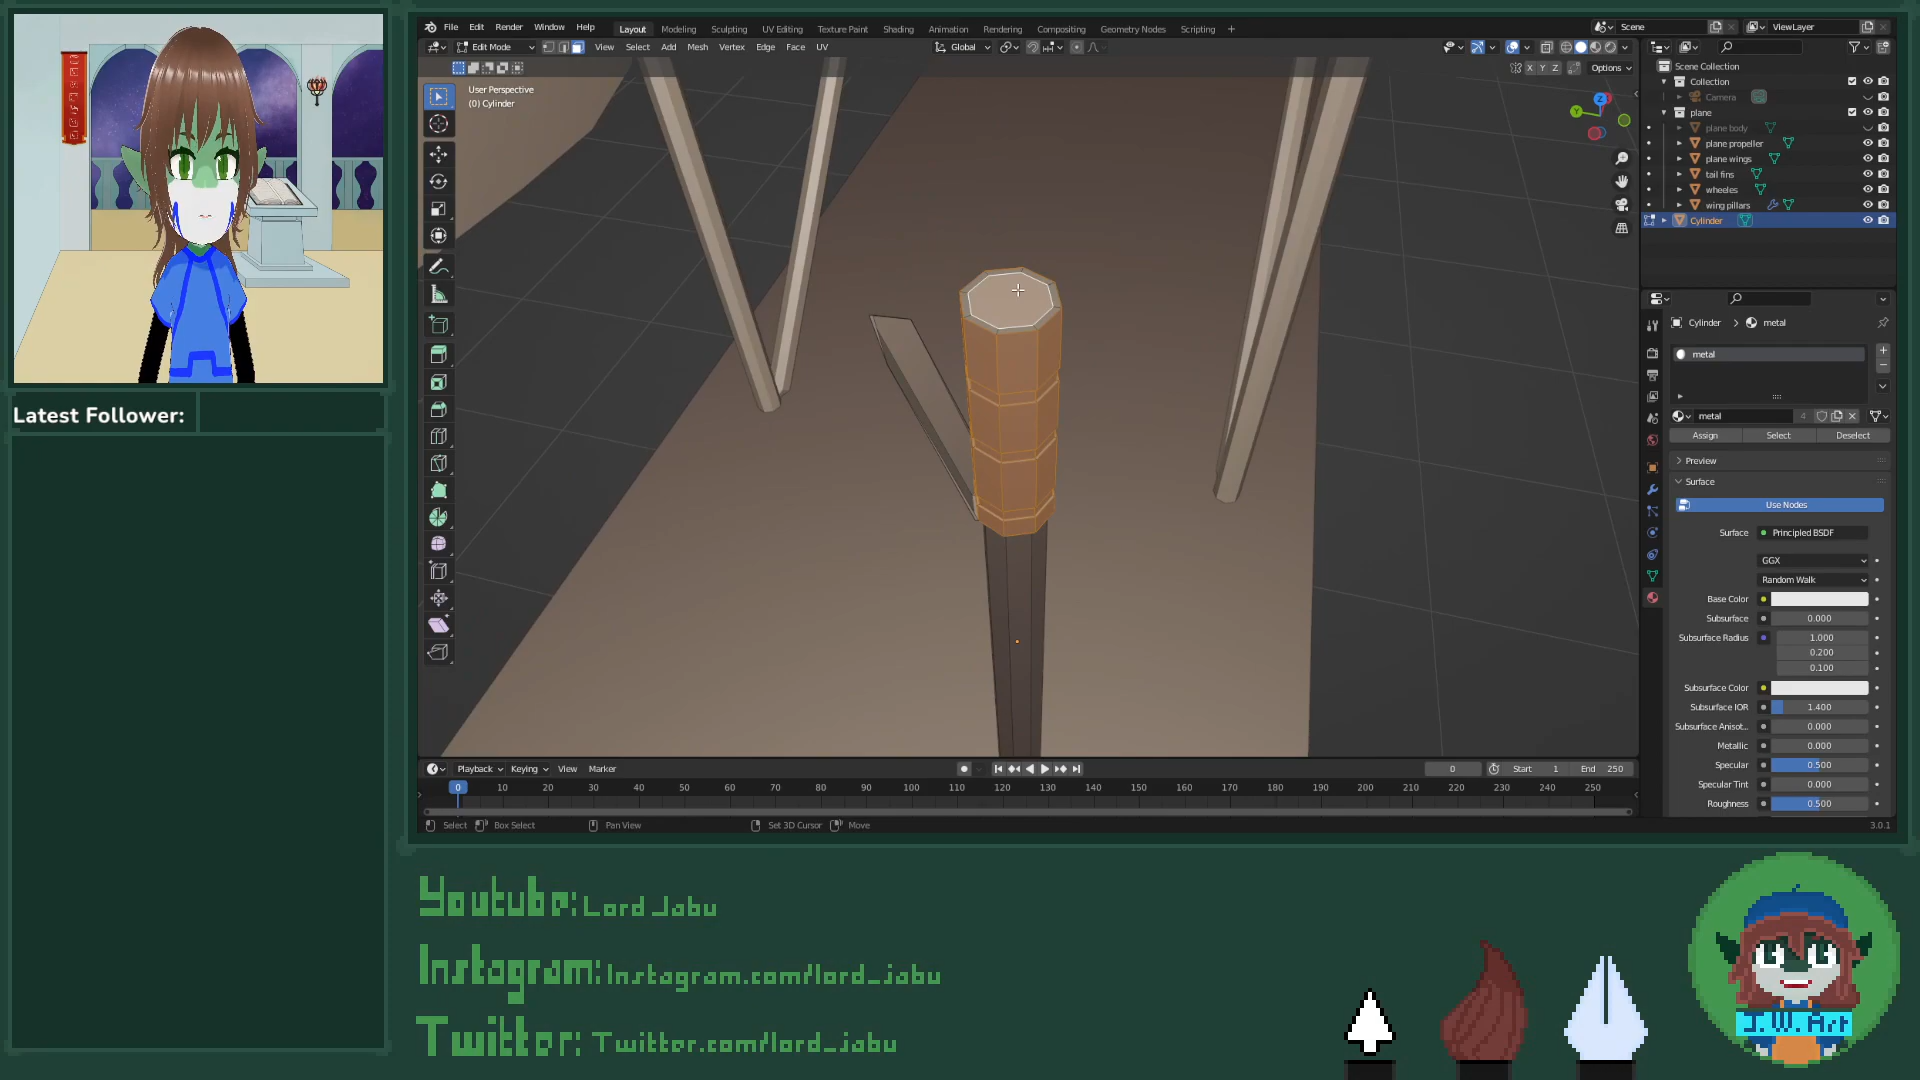 File Edit Render Window Help Layout Modeling Sculpting UV Editing Texture Paint Shading Animation Rendering Compositing Geometry Nodes Scripting + Scene ViewLayer
Edit Mode View Select Add Mesh Vertex Edge Face UV Global
X Y Z Options
User Perspective
(0) Cylinder
Scene Collection
Collection
Camera
plane
plane body
plane propeller
plane wings
tail fins
wheeles
wing pillars
Cylinder
Cylinder metal
metal
metal 4
Assign Select Deselect
Preview
Surface
Use Nodes
Surface Principled BSDF
GGX
Random Walk
Base Color
Subsurface 0.000
Subsurface Radius 1.000
0.200
0.100
Subsurface Color
Subsurface IOR 1.400
Subsurface Anisot... 0.000
Metallic 0.000
Specular 0.500
Specular Tint 0.000
Roughness 0.500
Playback Keying View Marker 0 Start 1 End 250
0 10 20 30 40 50 60 70 80 90 100 110 120 130 140 150 160 170 180 190 200 210 220 230 240 250
Select Box Select Pan View Set 3D Cursor Move 3.0.1
Latest Follower:
Youtube: Lord Jabu
Instagram: Instagram.com/lord_jabu
Twitter: Twitter.com/lord_jabu
J.W. Art